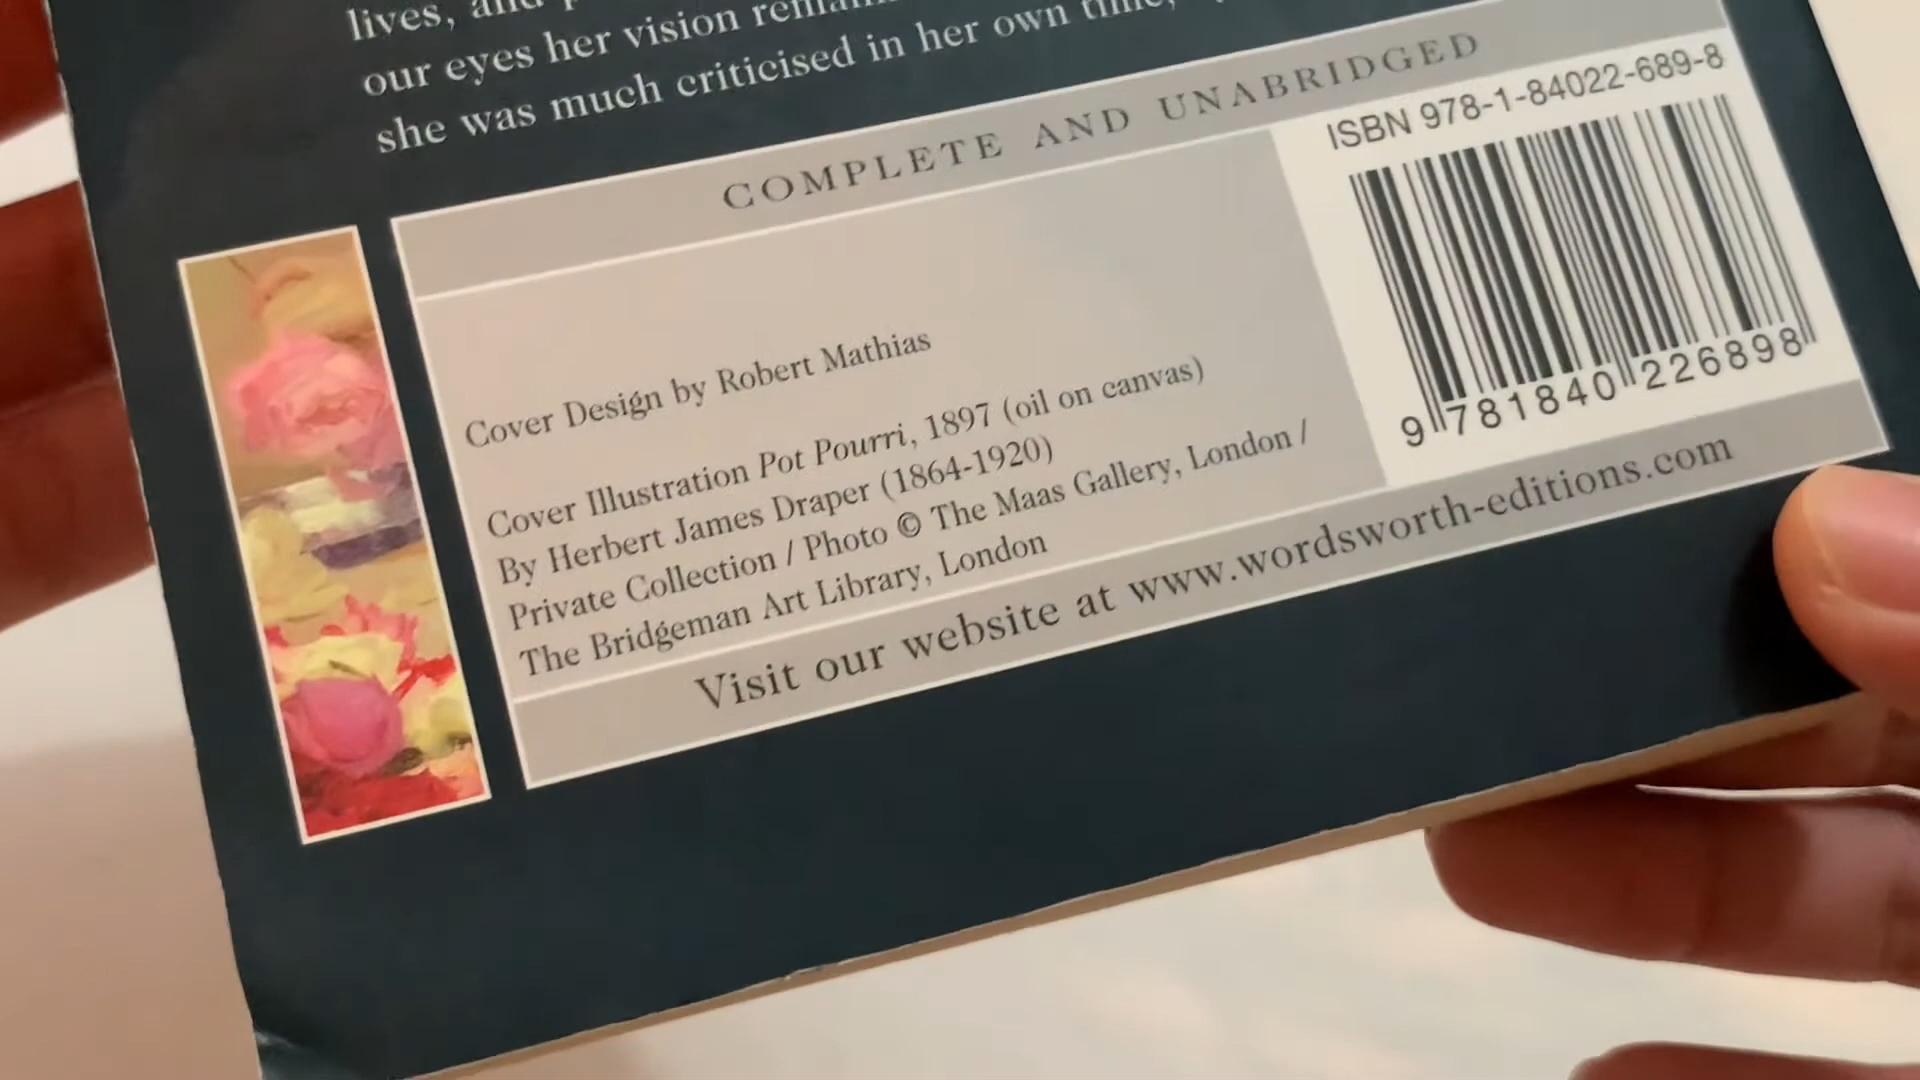 lives, and
our eyes her vision
she was much criticised in her own time,
COMPLETE AND UNABRIDGED
ISBN 978-1-84022-689-8
9 781840 226898
Cover Design by Robert Mathias
Cover Illustration Pot Pourri, 1897 (oil on canvas)
By Herbert James Draper (1864-1920)
Private Collection / Photo © The Maas Gallery, London /
The Bridgeman Art Library, London
Visit our website at www.wordsworth-editions.com